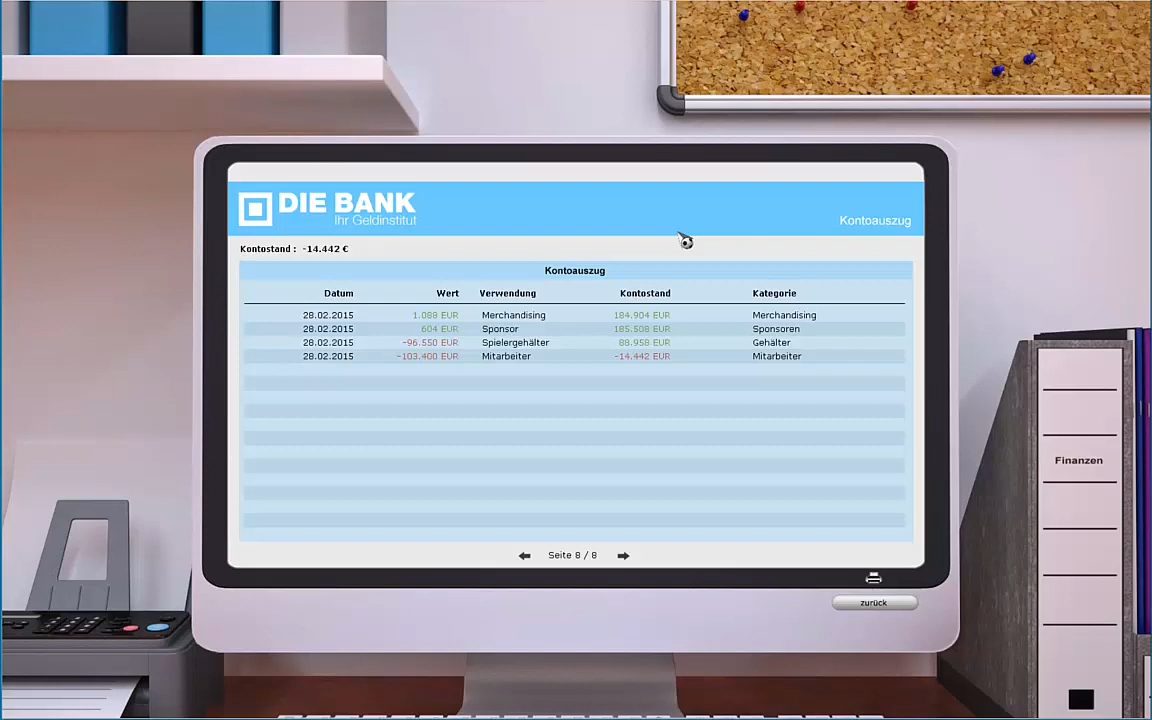 DIE BANK
Ihr Geldinstitut
Kontoauszug
Kontostand : -14.442 €
Kontoauszug
Datum Wert Verwendung Kontostand Kategorie
28.02.2015 1.088 EUR Merchandising 184.904 EUR Merchandising
28.02.2015 604 EUR Sponsor 185.508 EUR Sponsoren
28.02.2015 -96.550 EUR Spielergehälter 88.958 EUR Gehälter
28.02.2015 -103.400 EUR Mitarbeiter -14.442 EUR Mitarbeiter
Seite 8 / 8
zurück
Finanzen